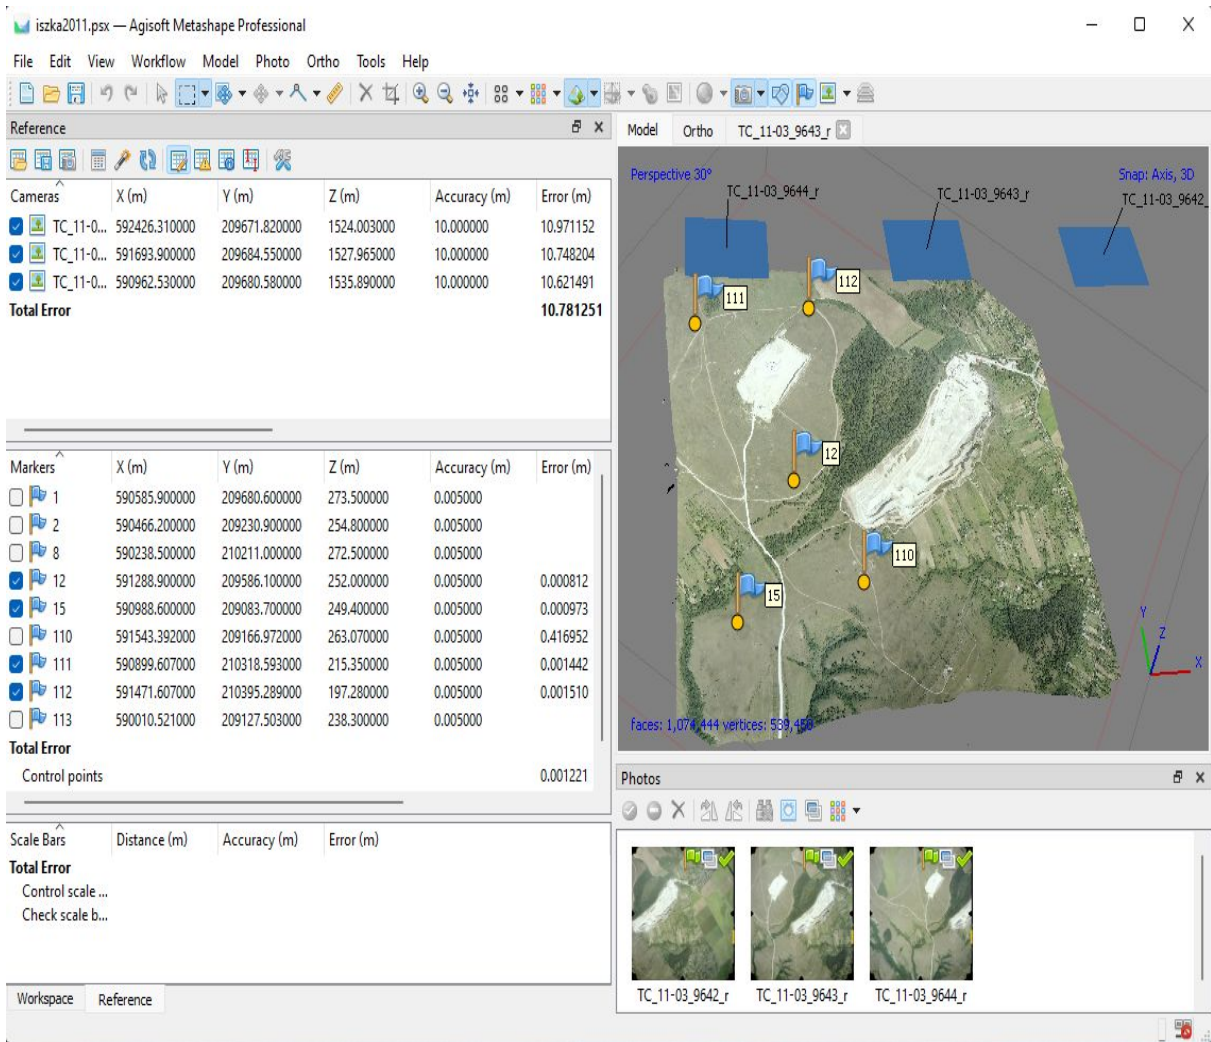 iszka2011.psx — Agisoft Metashape Professional
File Edit View Workflow Model Photo Ortho Tools Help
Reference
Cameras X (m) Y (m) Z (m) Accuracy (m) Error (m)
TC_11-0... 592426.310000 209671.820000 1524.003000 10.000000 10.971152
TC_11-0... 591693.900000 209684.550000 1527.965000 10.000000 10.748204
TC_11-0... 590962.530000 209680.580000 1535.890000 10.000000 10.621491
Total Error 10.781251
Markers X (m) Y (m) Z (m) Accuracy (m) Error (m)
1 590585.900000 209680.600000 273.500000 0.005000
2 590466.200000 209230.900000 254.800000 0.005000
8 590238.500000 210211.000000 272.500000 0.005000
12 591288.900000 209586.100000 252.000000 0.005000 0.000812
15 590988.600000 209083.700000 249.400000 0.005000 0.000973
110 591543.392000 209166.972000 263.070000 0.005000 0.416952
111 590899.607000 210318.593000 215.350000 0.005000 0.001442
112 591471.607000 210395.289000 197.280000 0.005000 0.001510
113 590010.521000 209127.503000 238.300000 0.005000
Total Error
Control points 0.001221
Scale Bars Distance (m) Accuracy (m) Error (m)
Total Error
Control scale ...
Check scale b...
Workspace Reference
Model Ortho TC_11-03_9643_r
Perspective 30° Snap: Axis, 3D
TC_11-03_9644_r TC_11-03_9643_r TC_11-03_9642_
111
112
12
110
15
Y
Z
X
faces: 1,074,444 vertices: 539,450
Photos
TC_11-03_9642_r TC_11-03_9643_r TC_11-03_9644_r